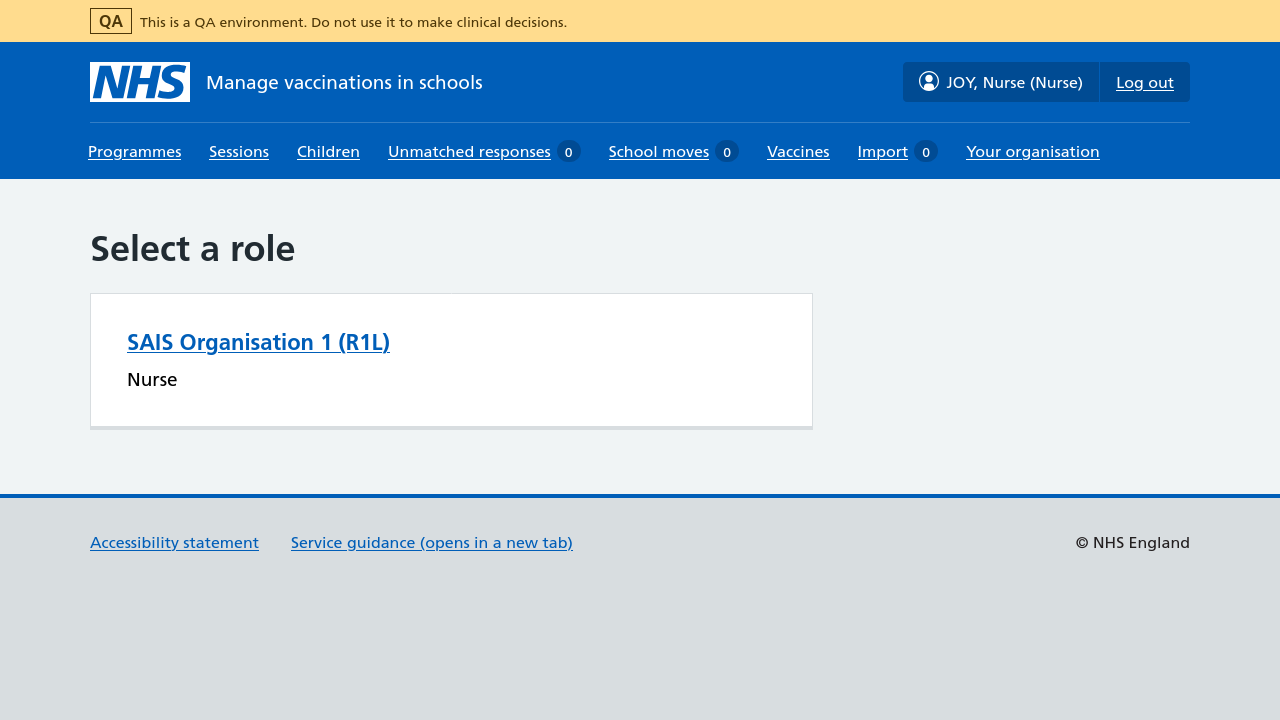 QA This is a QA environment. Do not use it to make clinical decisions.
NHS Manage vaccinations in schools JOY, Nurse (Nurse) Log out
Programmes Sessions Children Unmatched responses 0 School moves 0 Vaccines Import 0 Your organisation
Select a role
SAIS Organisation 1 (R1L)
Nurse
Accessibility statement Service guidance (opens in a new tab) © NHS England